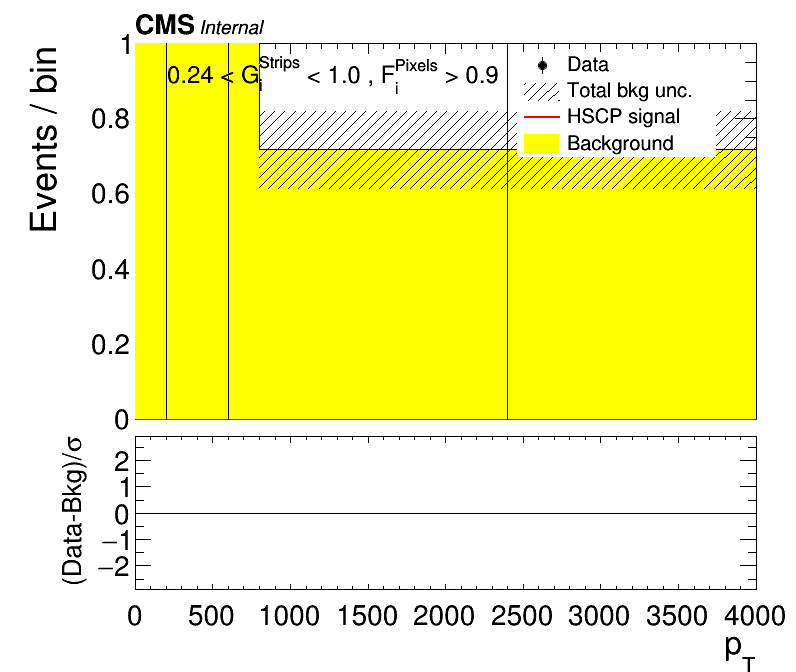 CMS Internal
Events / bin
1
0.8
0.6
0.4
0.2
0
0.24 < G_i^Strips < 1.0 , F_i^Pixels > 0.9
Data
Total bkg unc.
HSCP signal
Background
(Data-Bkg)/σ
2
1
0
−1
−2
0 500 1000 1500 2000 2500 3000 3500 4000
p_T